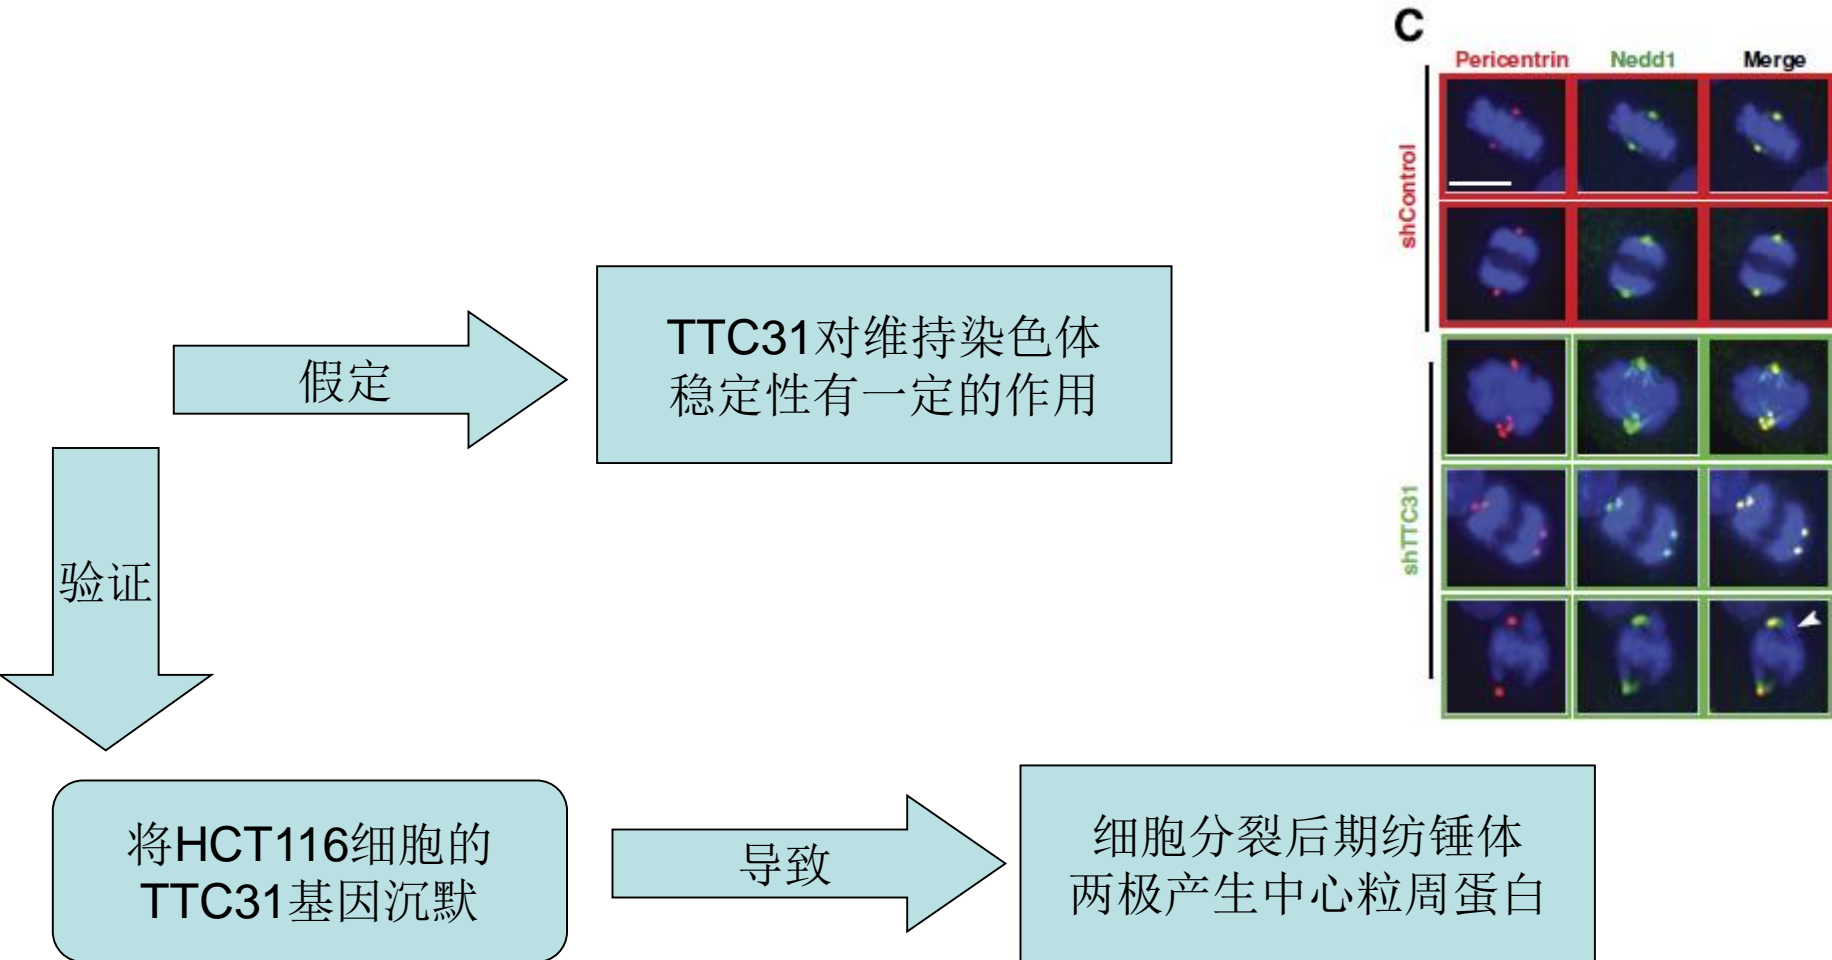 C
Pericentrin Nedd1 Merge
shControl
shTTC31
假定
TTC31对维持染色体
稳定性有一定的作用
验证
将HCT116细胞的
TTC31基因沉默
导致
细胞分裂后期纺锤体
两极产生中心粒周蛋白